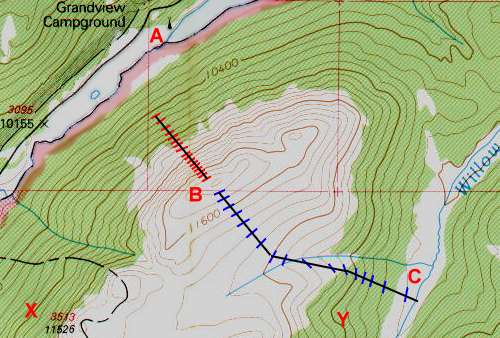 Grandview
Campground
A
10400
3095
10155
B
11600
Willow
C
X
3513
11526
Y